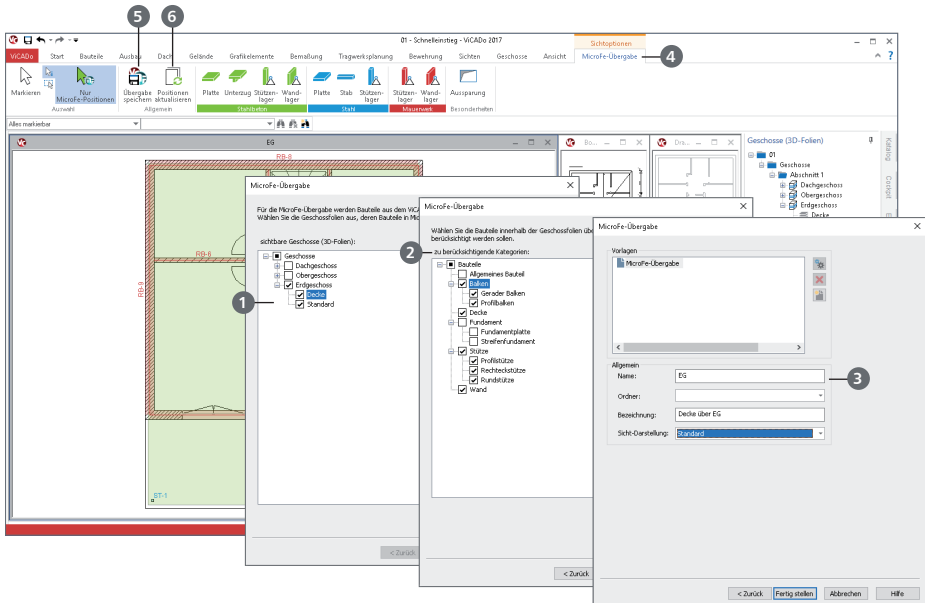 5
6
01 - Schnelleinstieg - ViCADo 2017
Sichtoptionen
ViCADo Start Bauteile Ausbau Dach Gelände Grafikelemente Bemaßung Tragwerksplanung Bewehrung Sichten Geschosse Ansicht MicroFe-Übergabe
4
Markieren
Nur
MicroFe-Positionen
Übergabe
speichern
Positionen
aktualisieren
Platte Unterzug Stützen-
lager
Wand-
lager
Platte Stab Stützen-
lager
Stützen-
lager
Wand-
lager
Aussparung
Auswahl Allgemein Stahlbeton Stahl Mauerwerk Besonderheiten
Alles markierbar
EG
Bo...
Dra...
Geschosse (3D-Folien)
01
Geschosse
Abschnitt 1
Dachgeschoss
Obergeschoss
Erdgeschoss
Decke
Katalog
Cockpit
RB-8
RB-6
RB-9
BT-1
MicroFe-Übergabe
Für die MicroFe-Übergabe werden Bauteile aus dem ViCA
Wählen Sie die Geschossfolien aus, deren Bauteile in Mic
sichtbare Geschosse (3D-Folien):
Geschosse
Dachgeschoss
Obergeschoss
Erdgeschoss
Decke
Standard
1
< Zurück
MicroFe-Übergabe
Wählen Sie die Bauteile innerhalb der Geschossfolien üb
berücksichtigt werden sollen.
2
zu berücksichtigende Kategorien:
Bauteile
Allgemeines Bauteil
Balken
Gerader Balken
Profilbalken
Decke
Fundament
Fundamentplatte
Streifenfundament
Stütze
Profilstütze
Rechteckstütze
Rundstütze
Wand
< Zurück
MicroFe-Übergabe
Vorlagen
MicroFe-Übergabe
Allgemein
Name: EG
3
Ordner:
Bezeichnung: Decke über EG
Sicht-Darstellung: Standard
< Zurück Fertig stellen Abbrechen Hilfe